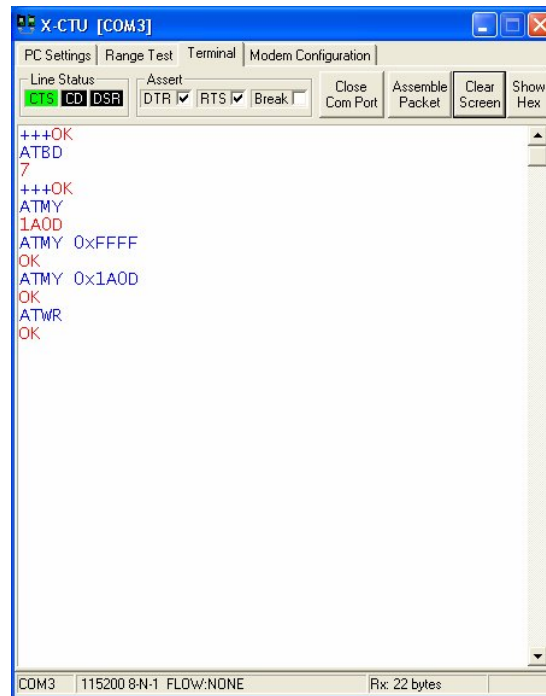 X-CTU [COM3]
PC Settings Range Test Terminal Modem Configuration
Line Status
CTS CD DSR
Assert
DTR RTS Break
Close Com Port
Assemble Packet
Clear Screen
Show Hex
+++OK
ATBD
7
+++OK
ATMY
1A0D
ATMY 0xFFFF
OK
ATMY 0x1A0D
OK
ATWR
OK
COM3 115200 8-N-1 FLOW:NONE Rx: 22 bytes